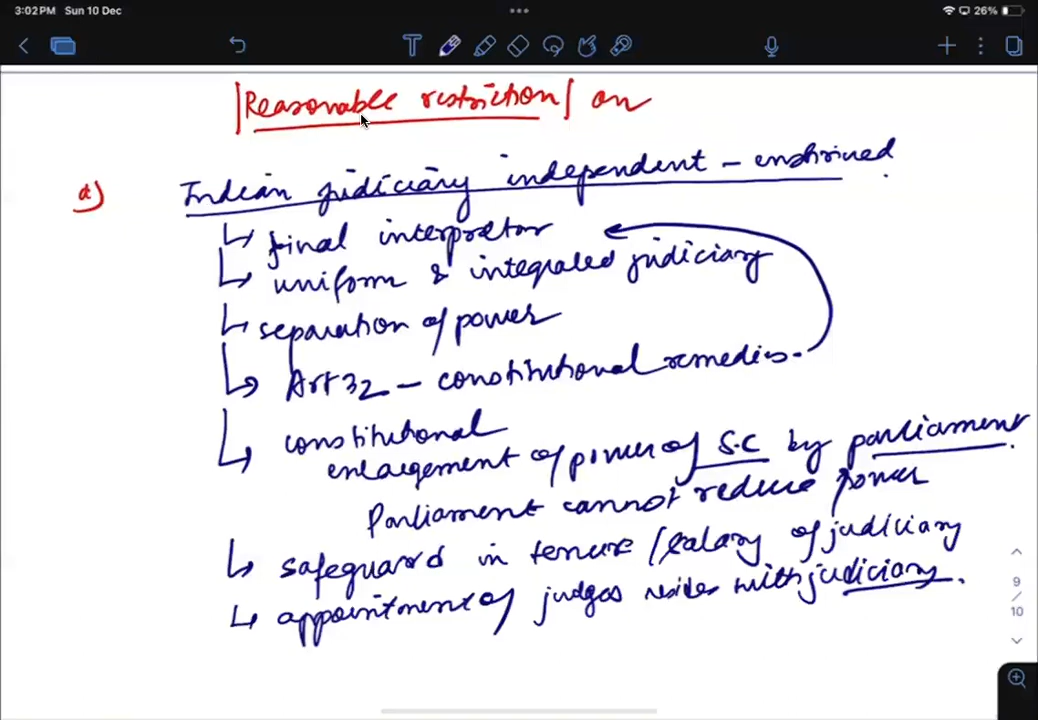 3:02 PM Sun 10 Dec 26%
T
|Reasonable restriction| on
a) Indian judiciary independent - enshrined
final interpretor
uniform & integrated judiciary
separation of power
Art 32 - constitutional remedies.
constitutional
enlargement of power of S.C by parliament.
Parliament cannot reduce power
safeguard in tenure / salary of judiciary
appointment of judges resides with judiciary.
9
/
10